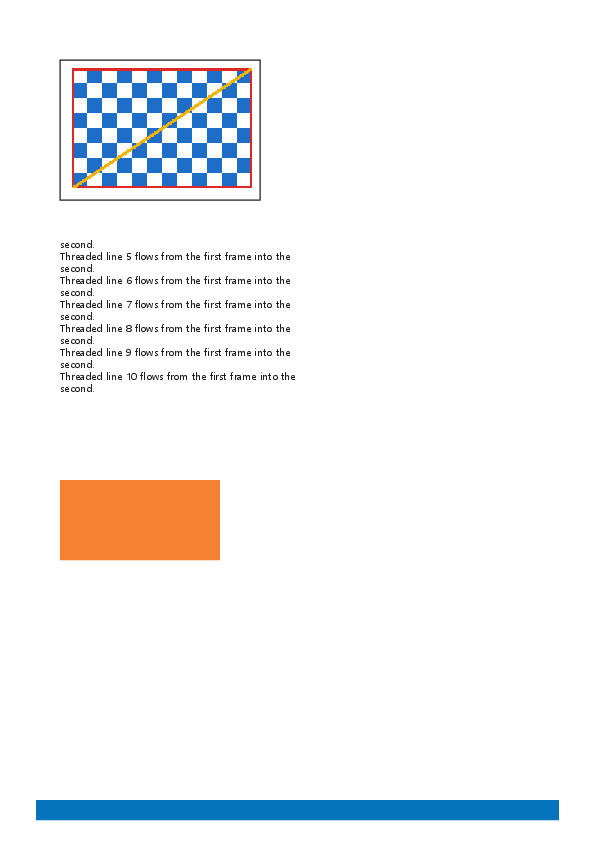 second.
Threaded line 5 flows from the first frame into the
second.
Threaded line 6 flows from the first frame into the
second.
Threaded line 7 flows from the first frame into the
second.
Threaded line 8 flows from the first frame into the
second.
Threaded line 9 flows from the first frame into the
second.
Threaded line 10 flows from the first frame into the
second.